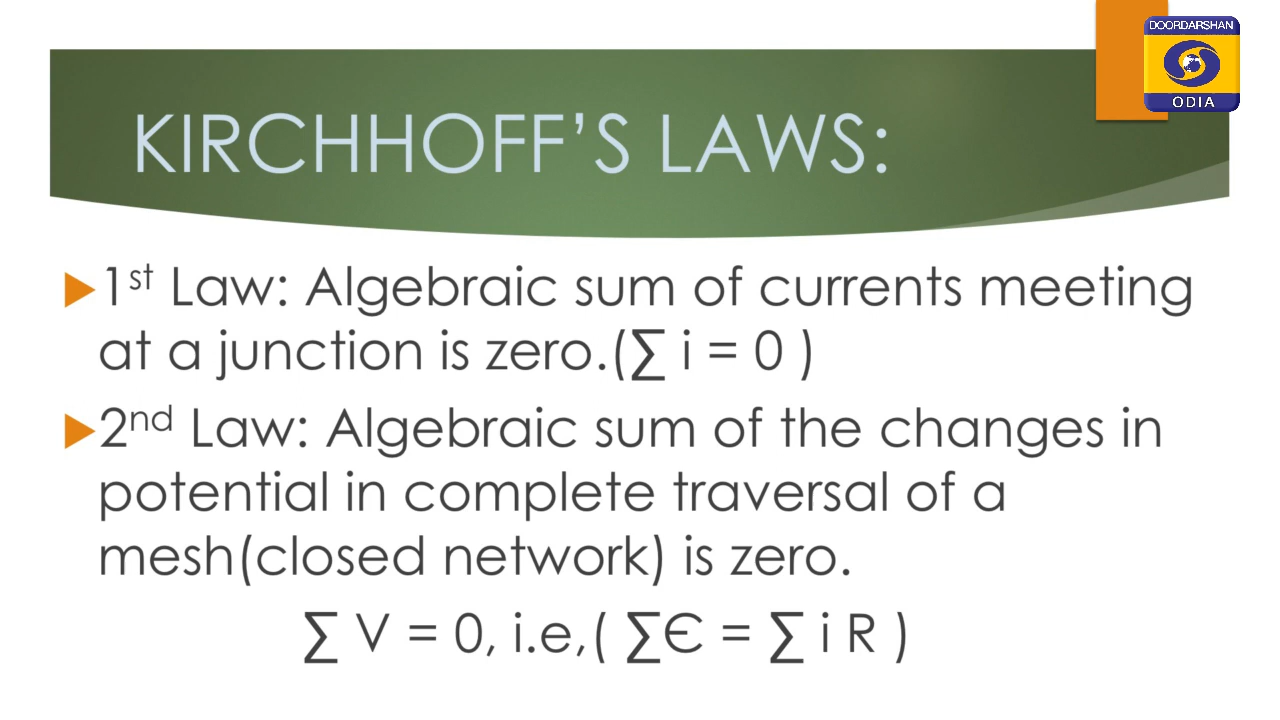 DOORDARSHAN
ODIA
KIRCHHOFF’S LAWS:
1st Law: Algebraic sum of currents meeting
at a junction is zero.(∑ i = 0 )
2nd Law: Algebraic sum of the changes in
potential in complete traversal of a
mesh(closed network) is zero.
∑ V = 0, i.e,( ∑Є = ∑ i R )